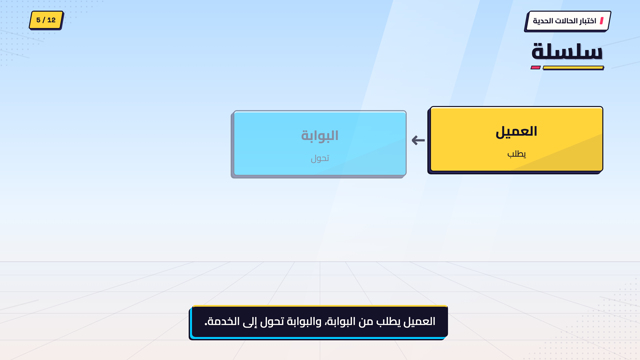 اختبار الحالات الحدية
5 / 12
سلسلة
العميل
يطلب
البوابة
تحول
العميل يطلب من البوابة، والبوابة تحول إلى الخدمة.